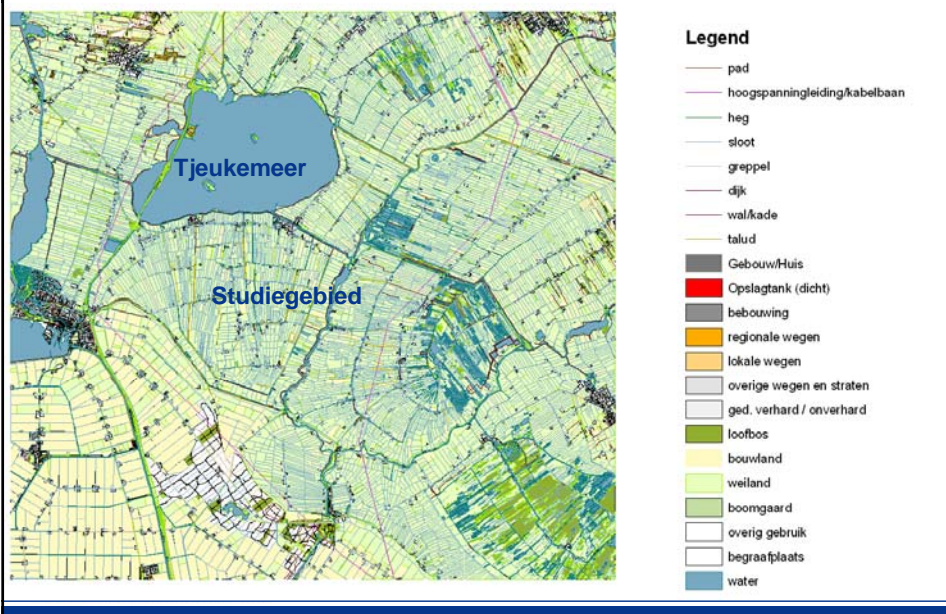 Tjeukemeer
Studiegebied
Legend
pad
hoogspanningleiding/kabelbaan
heg
sloot
greppel
dijk
wal/kade
talud
Gebouw/Huis
Opslagtank (dicht)
bebouwing
regionale wegen
lokale wegen
overige wegen en straten
ged. verhard / onverhard
loofbos
bouwland
weiland
boomgaard
overig gebruik
begraafplaats
water